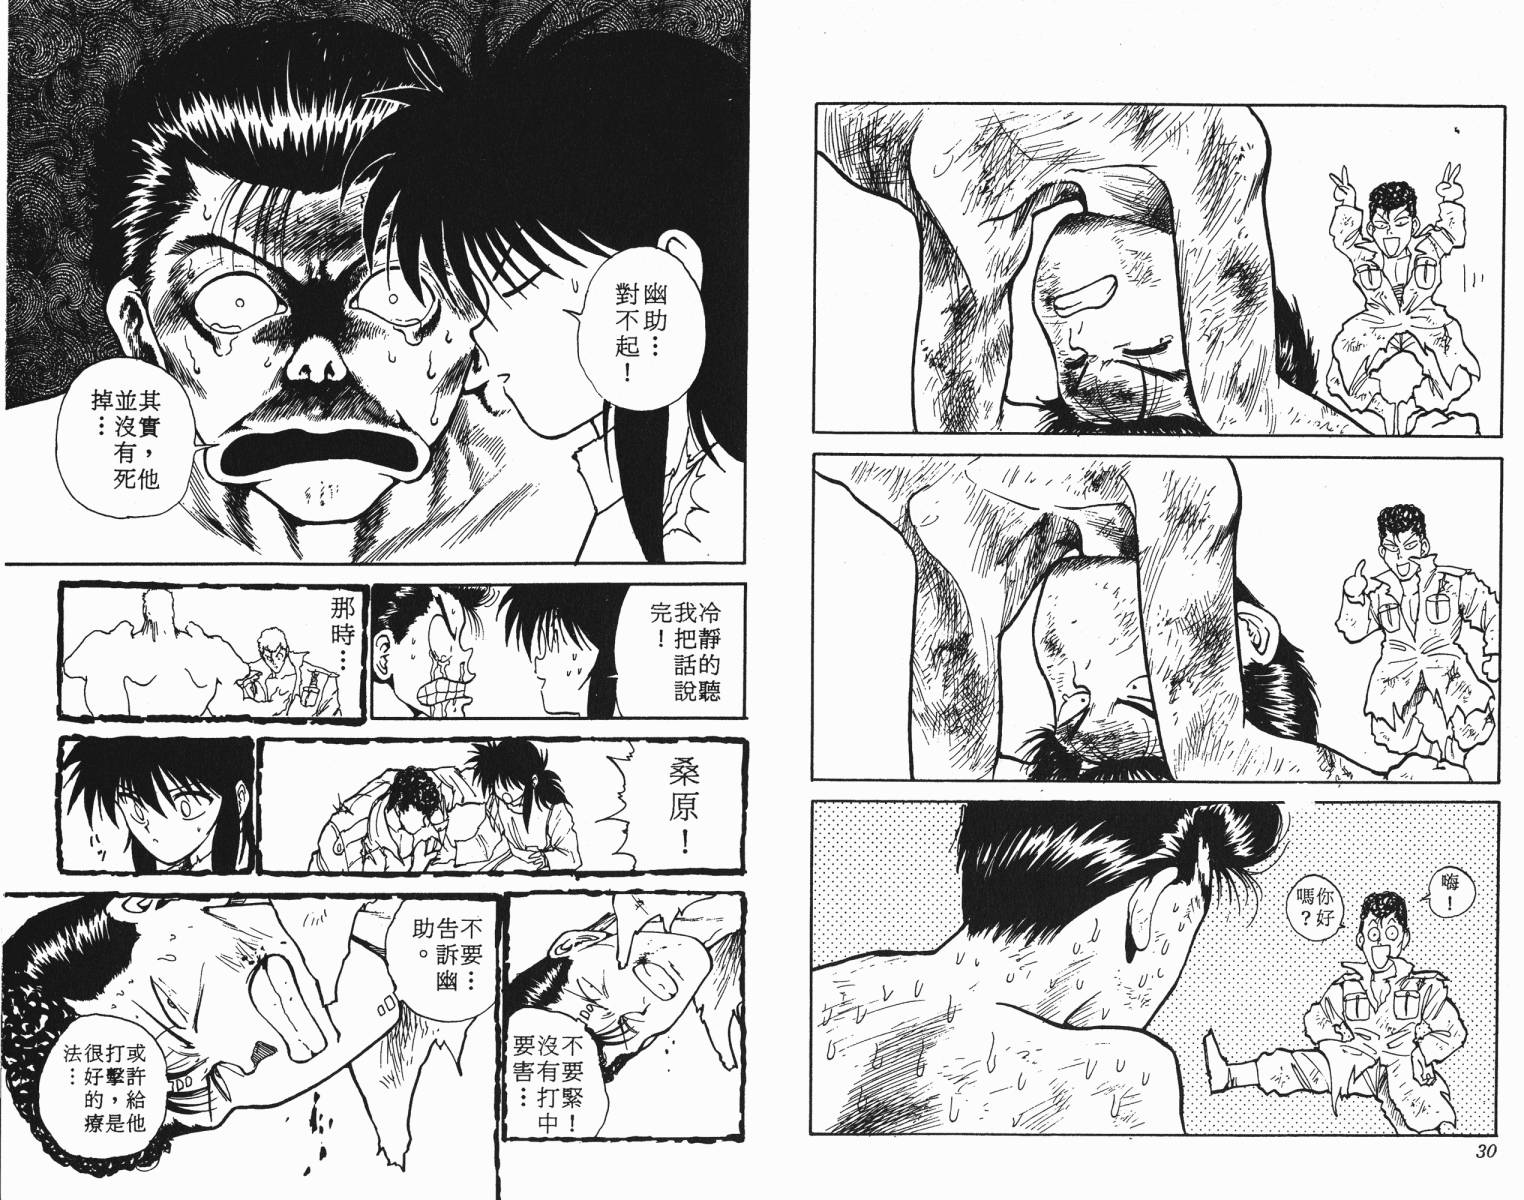 嗨！
你好
嗎？
30
幽助…
對不起！
其實，他
並沒有死
掉…
冷靜的聽
我把話說
完！
那時…
桑原！
不要緊！
沒有打中
要害…
不要…
告訴幽
助。
或許給他
打擊，是
很好的療
法…